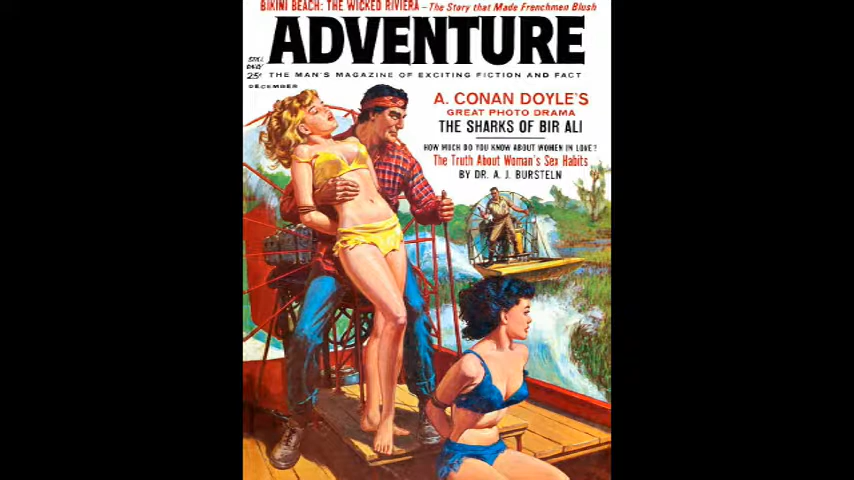 BIKINI BEACH: THE WICKED RIVIERA – The Story that Made Frenchmen Blush
ADVENTURE
STILL
ONLY
25¢
THE MAN'S MAGAZINE OF EXCITING FICTION AND FACT
DECEMBER
A. CONAN DOYLE'S
GREAT PHOTO DRAMA
THE SHARKS OF BIR ALI
HOW MUCH DO YOU KNOW ABOUT WOMEN IN LOVE?
The Truth About Woman's Sex Habits
BY DR. A. J. BURSTELN